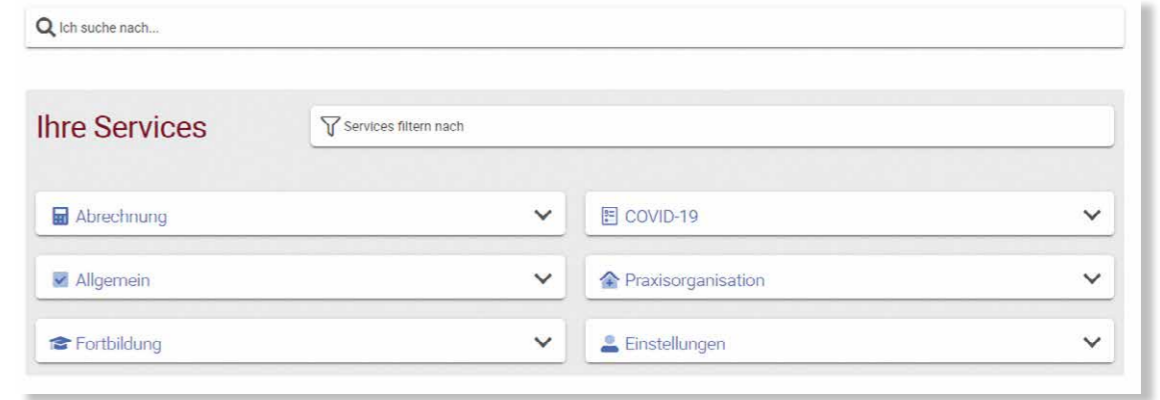 Ich suche nach...
Ihre Services
Services filtern nach
Abrechnung
COVID-19
Allgemein
Praxisorganisation
Fortbildung
Einstellungen